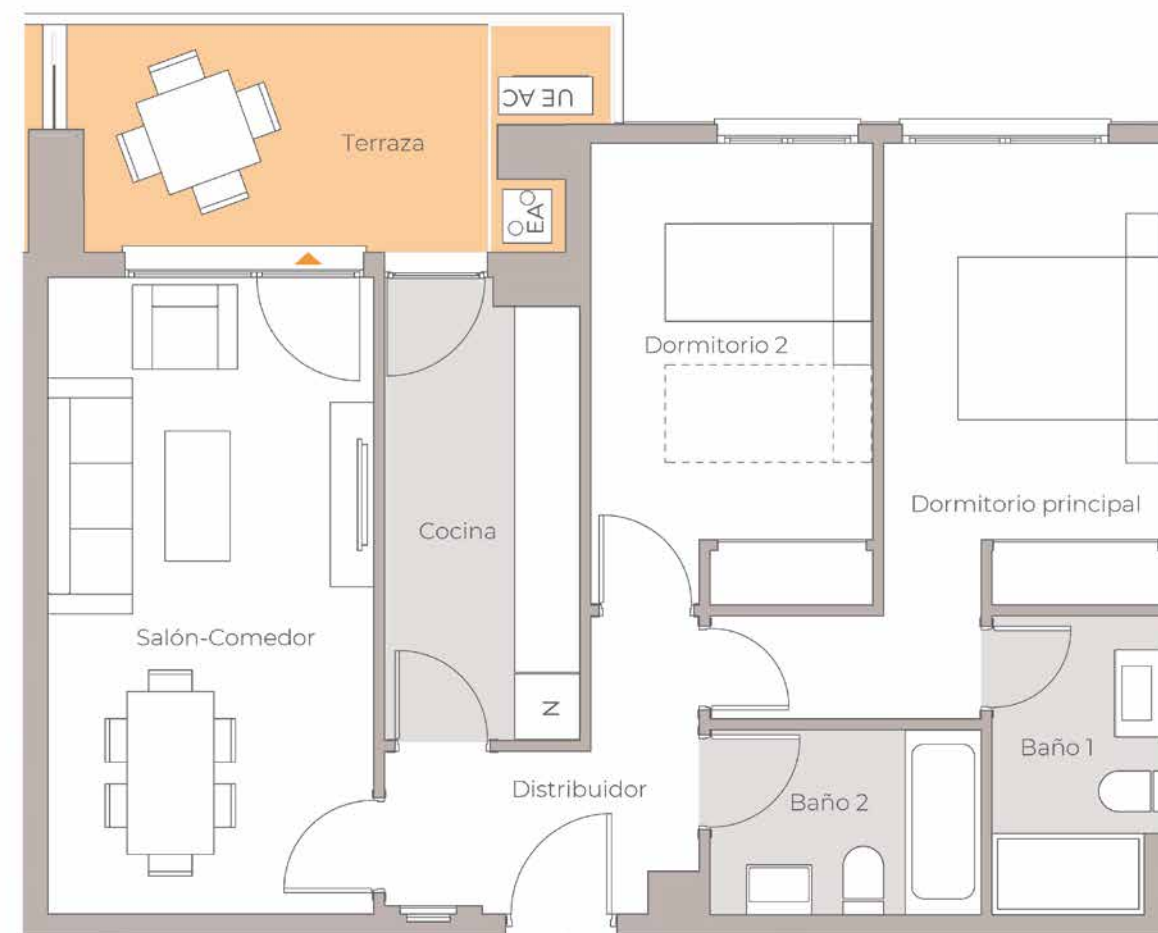 UE AC
Terraza
EA
Dormitorio 2
Dormitorio principal
Cocina
Salón-Comedor
N
Baño 1
Distribuidor
Baño 2